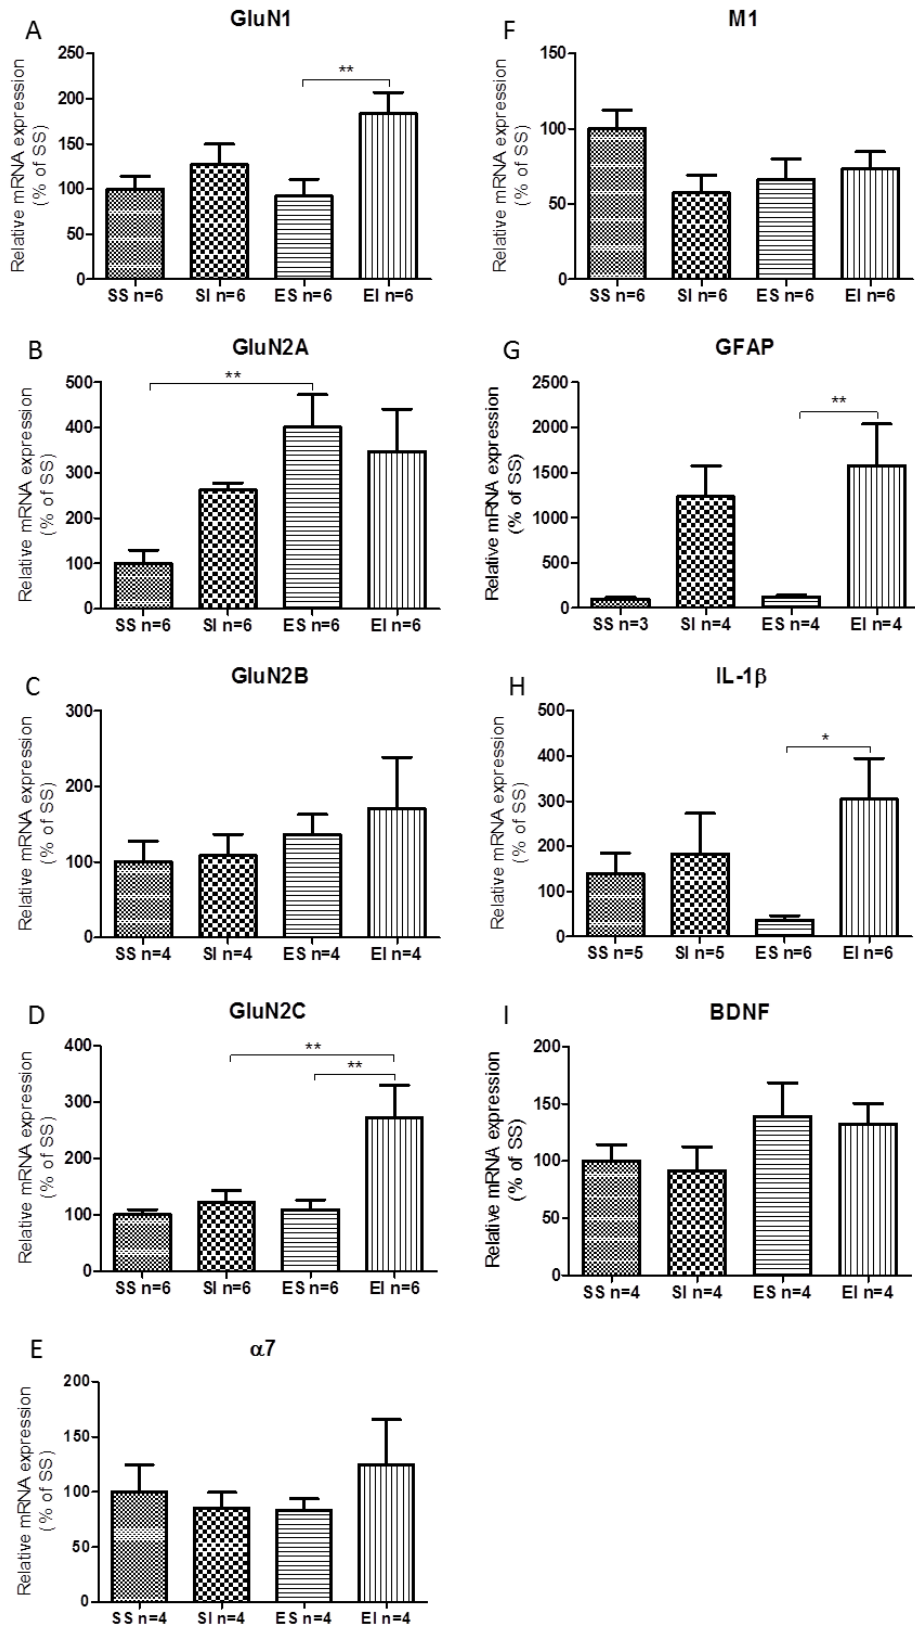 A
GluN1
Relative mRNA expression
(% of SS)
250
200
150
100
50
0
**
SS n=6
SI n=6
ES n=6
EI n=6
B
GluN2A
Relative mRNA expression
(% of SS)
500
400
300
200
100
0
**
SS n=6
SI n=6
ES n=6
EI n=6
C
GluN2B
Relative mRNA expression
(% of SS)
300
200
100
0
SS n=4
SI n=4
ES n=4
EI n=4
D
GluN2C
Relative mRNA expression
(% of SS)
400
300
200
100
0
**
**
SS n=6
SI n=6
ES n=6
EI n=6
E
α7
Relative mRNA expression
(% of SS)
200
150
100
50
0
SS n=4
SI n=4
ES n=4
EI n=4
F
M1
Relative mRNA expression
(% of SS)
150
100
50
0
SS n=6
SI n=6
ES n=6
EI n=6
G
GFAP
Relative mRNA expression
(% of SS)
2500
2000
1500
1000
500
0
**
SS n=3
SI n=4
ES n=4
EI n=4
H
IL-1β
Relative mRNA expression
(% of SS)
500
400
300
200
100
0
*
SS n=5
SI n=5
ES n=6
EI n=6
I
BDNF
Relative mRNA expression
(% of SS)
200
150
100
50
0
SS n=4
SI n=4
ES n=4
EI n=4